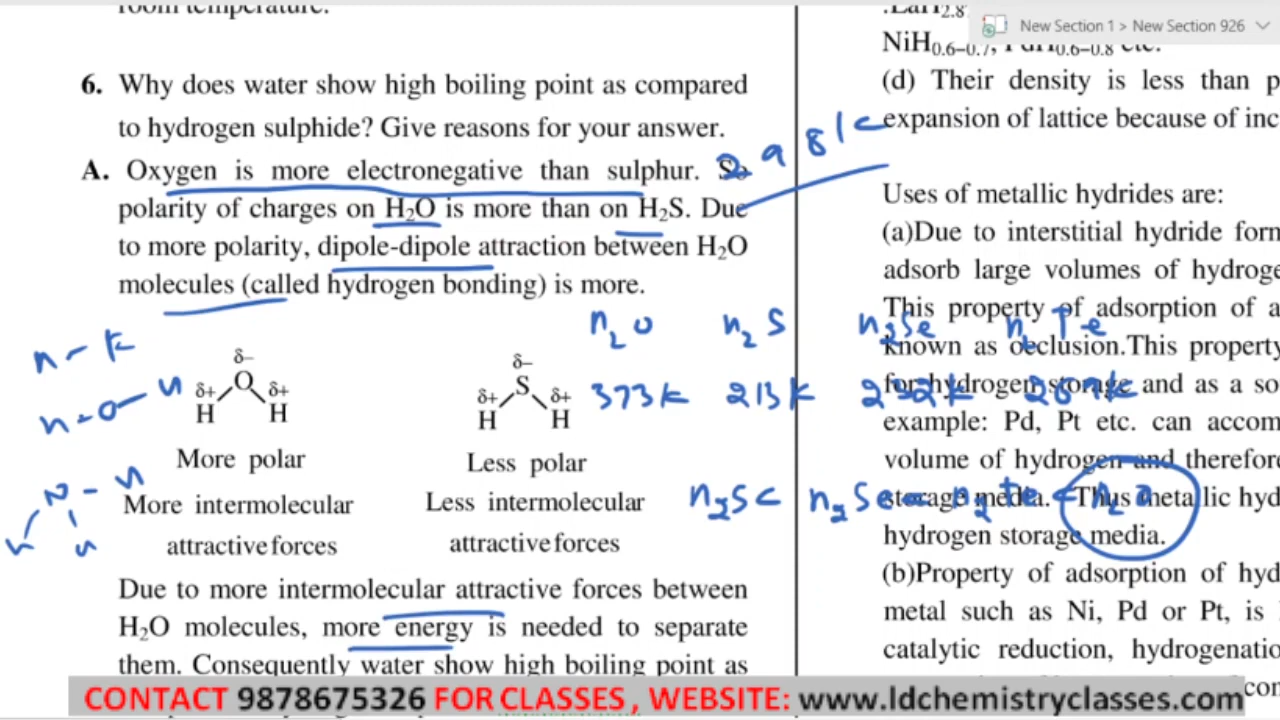 room temperature.
6. Why does water show high boiling point as compared
to hydrogen sulphide? Give reasons for your answer.
A. Oxygen is more electronegative than sulphur. So
polarity of charges on H₂O is more than on H₂S. Due
to more polarity, dipole-dipole attraction between H₂O
molecules (called hydrogen bonding) is more.
298K
H-F
H-O-H
N-H
H H
δ–
δ+ O δ+
H H
More polar
More intermolecular
attractive forces
δ–
δ+ S δ+
H H
Less polar
Less intermolecular
attractive forces
H₂O H₂S H₂Se H₂Te
373K 213K 232K 269K
H₂S < H₂Se < H₂Te < H₂O
Due to more intermolecular attractive forces between
H₂O molecules, more energy is needed to separate
them. Consequently water show high boiling point as
New Section 1 > New Section 926
NiH₀.₆₋₀.₇, PdH₀.₆₋₀.₈ etc.
(d) Their density is less than
expansion of lattice because of
Uses of metallic hydrides are:
(a)Due to interstitial hydride
adsorb large volumes of
This property of adsorption of
known as occlusion.This property
for hydrogen storage and as a
example: Pd, Pt etc. can
volume of hydrogen and
storage media. Thus metallic
hydrogen storage media.
(b)Property of adsorption of
metal such as Ni, Pd or Pt, is
catalytic reduction,
CONTACT 9878675326 FOR CLASSES , WEBSITE: www.ldchemistryclasses.com